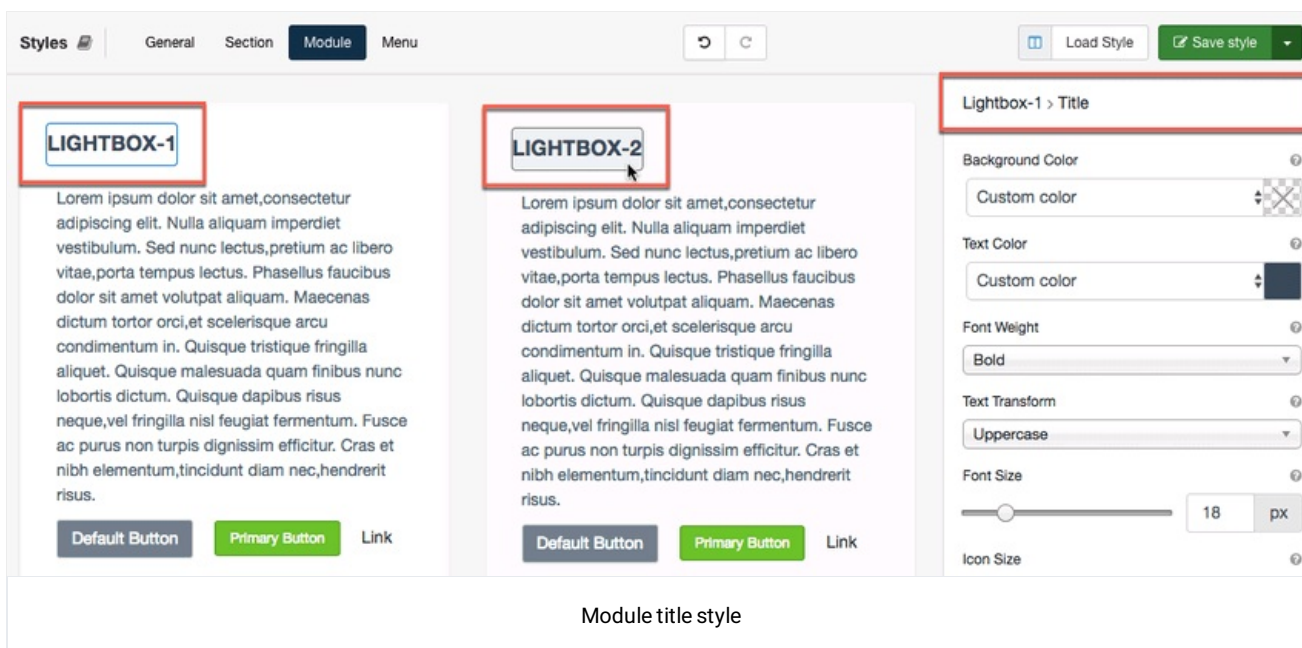 Styles General Section Module Menu Load Style Save style
LIGHTBOX-1
Lorem ipsum dolor sit amet,consectetur
adipiscing elit. Nulla aliquam imperdiet
vestibulum. Sed nunc lectus,pretium ac libero
vitae,porta tempus lectus. Phasellus faucibus
dolor sit amet volutpat aliquam. Maecenas
dictum tortor orci,et scelerisque arcu
condimentum in. Quisque tristique fringilla
aliquet. Quisque malesuada quam finibus nunc
lobortis dictum. Quisque dapibus risus
neque,vel fringilla nisl feugiat fermentum. Fusce
ac purus non turpis dignissim efficitur. Cras et
nibh elementum,tincidunt diam nec,hendrerit
risus.
Default Button Primary Button Link
LIGHTBOX-2
Lorem ipsum dolor sit amet,consectetur
adipiscing elit. Nulla aliquam imperdiet
vestibulum. Sed nunc lectus,pretium ac libero
vitae,porta tempus lectus. Phasellus faucibus
dolor sit amet volutpat aliquam. Maecenas
dictum tortor orci,et scelerisque arcu
condimentum in. Quisque tristique fringilla
aliquet. Quisque malesuada quam finibus nunc
lobortis dictum. Quisque dapibus risus
neque,vel fringilla nisl feugiat fermentum. Fusce
ac purus non turpis dignissim efficitur. Cras et
nibh elementum,tincidunt diam nec,hendrerit
risus.
Default Button Primary Button Link
Lightbox-1 > Title
Background Color
Custom color
Text Color
Custom color
Font Weight
Bold
Text Transform
Uppercase
Font Size
18 px
Icon Size
Module title style